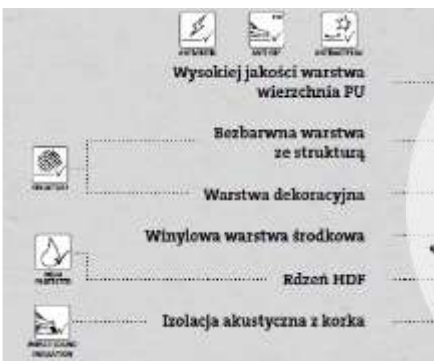 Wysokiej jakości warstwa
wierzchnia PU
Bezbarwna warstwa
ze strukturą
Warstwa dekoracyjna
Winylowa warstwa środkowa
Rdzeń HDF
Izolacja akustyczna z korka
INSULATION